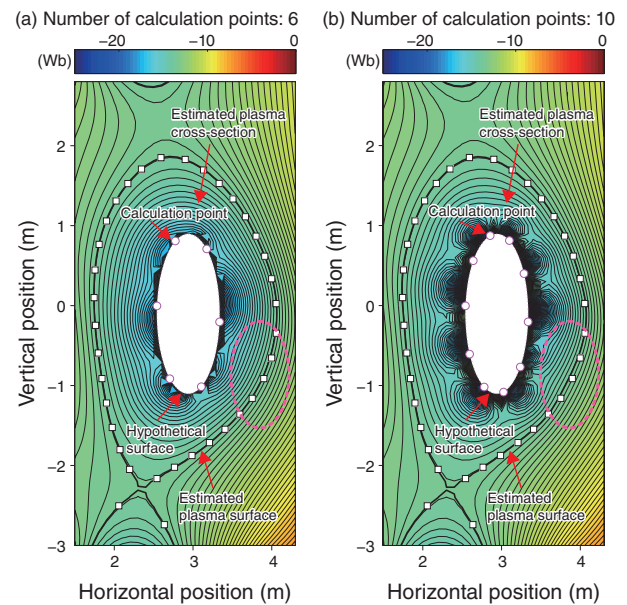 (a) Number of calculation points: 6
(Wb)
−20
−10
0
Estimated plasma
cross-section
Calculation point
Hypothetical
surface
Estimated
plasma surface
2
1
0
−1
−2
−3
Vertical position (m)
2
3
4
Horizontal position (m)
(b) Number of calculation points: 10
(Wb)
−20
−10
0
Estimated plasma
cross-section
Calculation point
Hypothetical
surface
Estimated
plasma surface
2
1
0
−1
−2
−3
Vertical position (m)
2
3
4
Horizontal position (m)